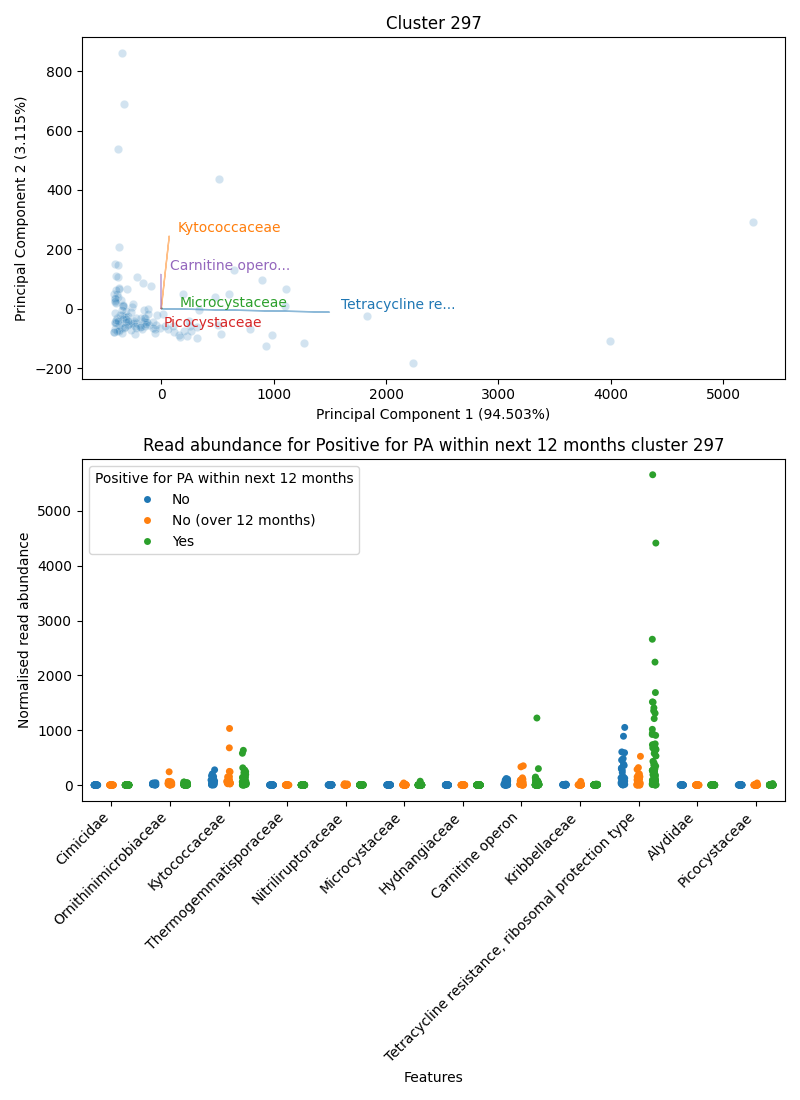 Cluster 297
800
600
400
200
0
−200
Principal Component 2 (3.115%)
Kytococcaceae
Carnitine opero...
Microcystaceae
Tetracycline re...
Picocystaceae
0 1000 2000 3000 4000 5000
Principal Component 1 (94.503%)
Read abundance for Positive for PA within next 12 months cluster 297
Positive for PA within next 12 months
No
No (over 12 months)
Yes
5000
4000
3000
2000
1000
0
Normalised read abundance
Cimicidae
Ornithinimicrobiaceae
Kytococcaceae
Thermogemmatisporaceae
Nitriliruptoraceae
Microcystaceae
Hydnangiaceae
Carnitine operon
Kribbellaceae
Tetracycline resistance, ribosomal protection type
Alydidae
Picocystaceae
Features